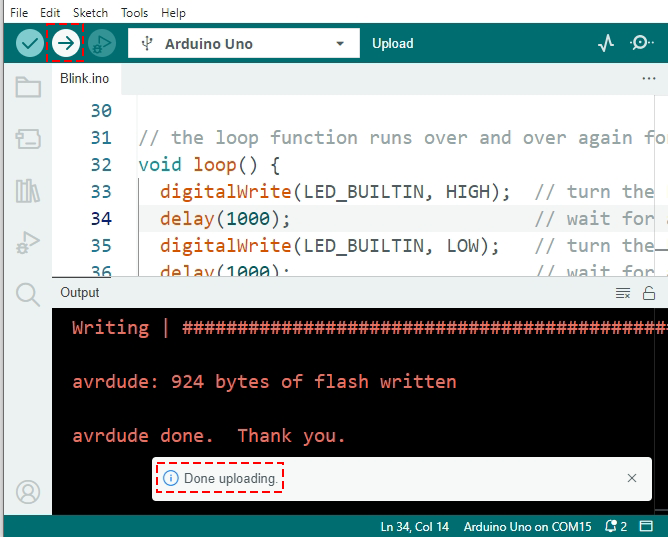 File Edit Sketch Tools Help
Arduino Uno Upload
Blink.ino
30
31 // the loop function runs over and over again fo
32 void loop() {
33 digitalWrite(LED_BUILTIN, HIGH); // turn the
34 delay(1000); // wait for
35 digitalWrite(LED_BUILTIN, LOW); // turn the
36 delay(1000); // wait for
Output
Writing | ############################################
avrdude: 924 bytes of flash written
avrdude done. Thank you.
Done uploading.
Ln 34, Col 14 Arduino Uno on COM15 2